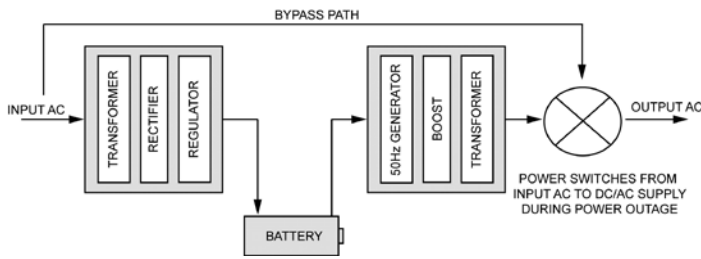 BYPASS PATH
INPUT AC
TRANSFORMER
RECTIFIER
REGULATOR
BATTERY
50Hz GENERATOR
BOOST
TRANSFORMER
OUTPUT AC
POWER SWITCHES FROM
INPUT AC TO DC/AC SUPPLY
DURING POWER OUTAGE